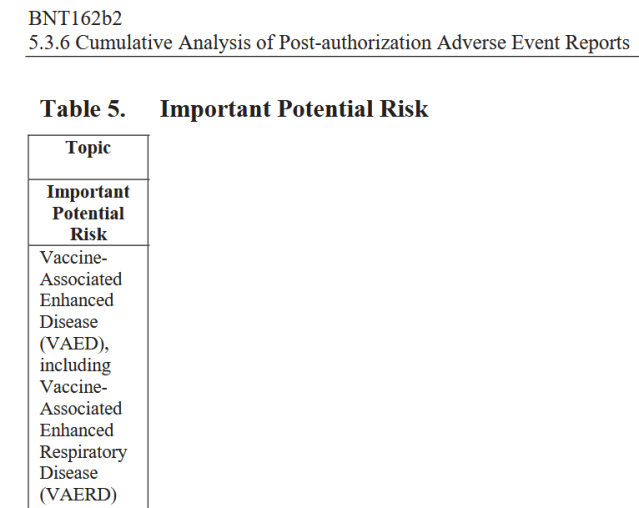 BNT162b2
5.3.6 Cumulative Analysis of Post-authorization Adverse Event Reports
Table 5. Important Potential Risk
Topic
Important
Potential
Risk
Vaccine-
Associated
Enhanced
Disease
(VAED),
including
Vaccine-
Associated
Enhanced
Respiratory
Disease
(VAERD)